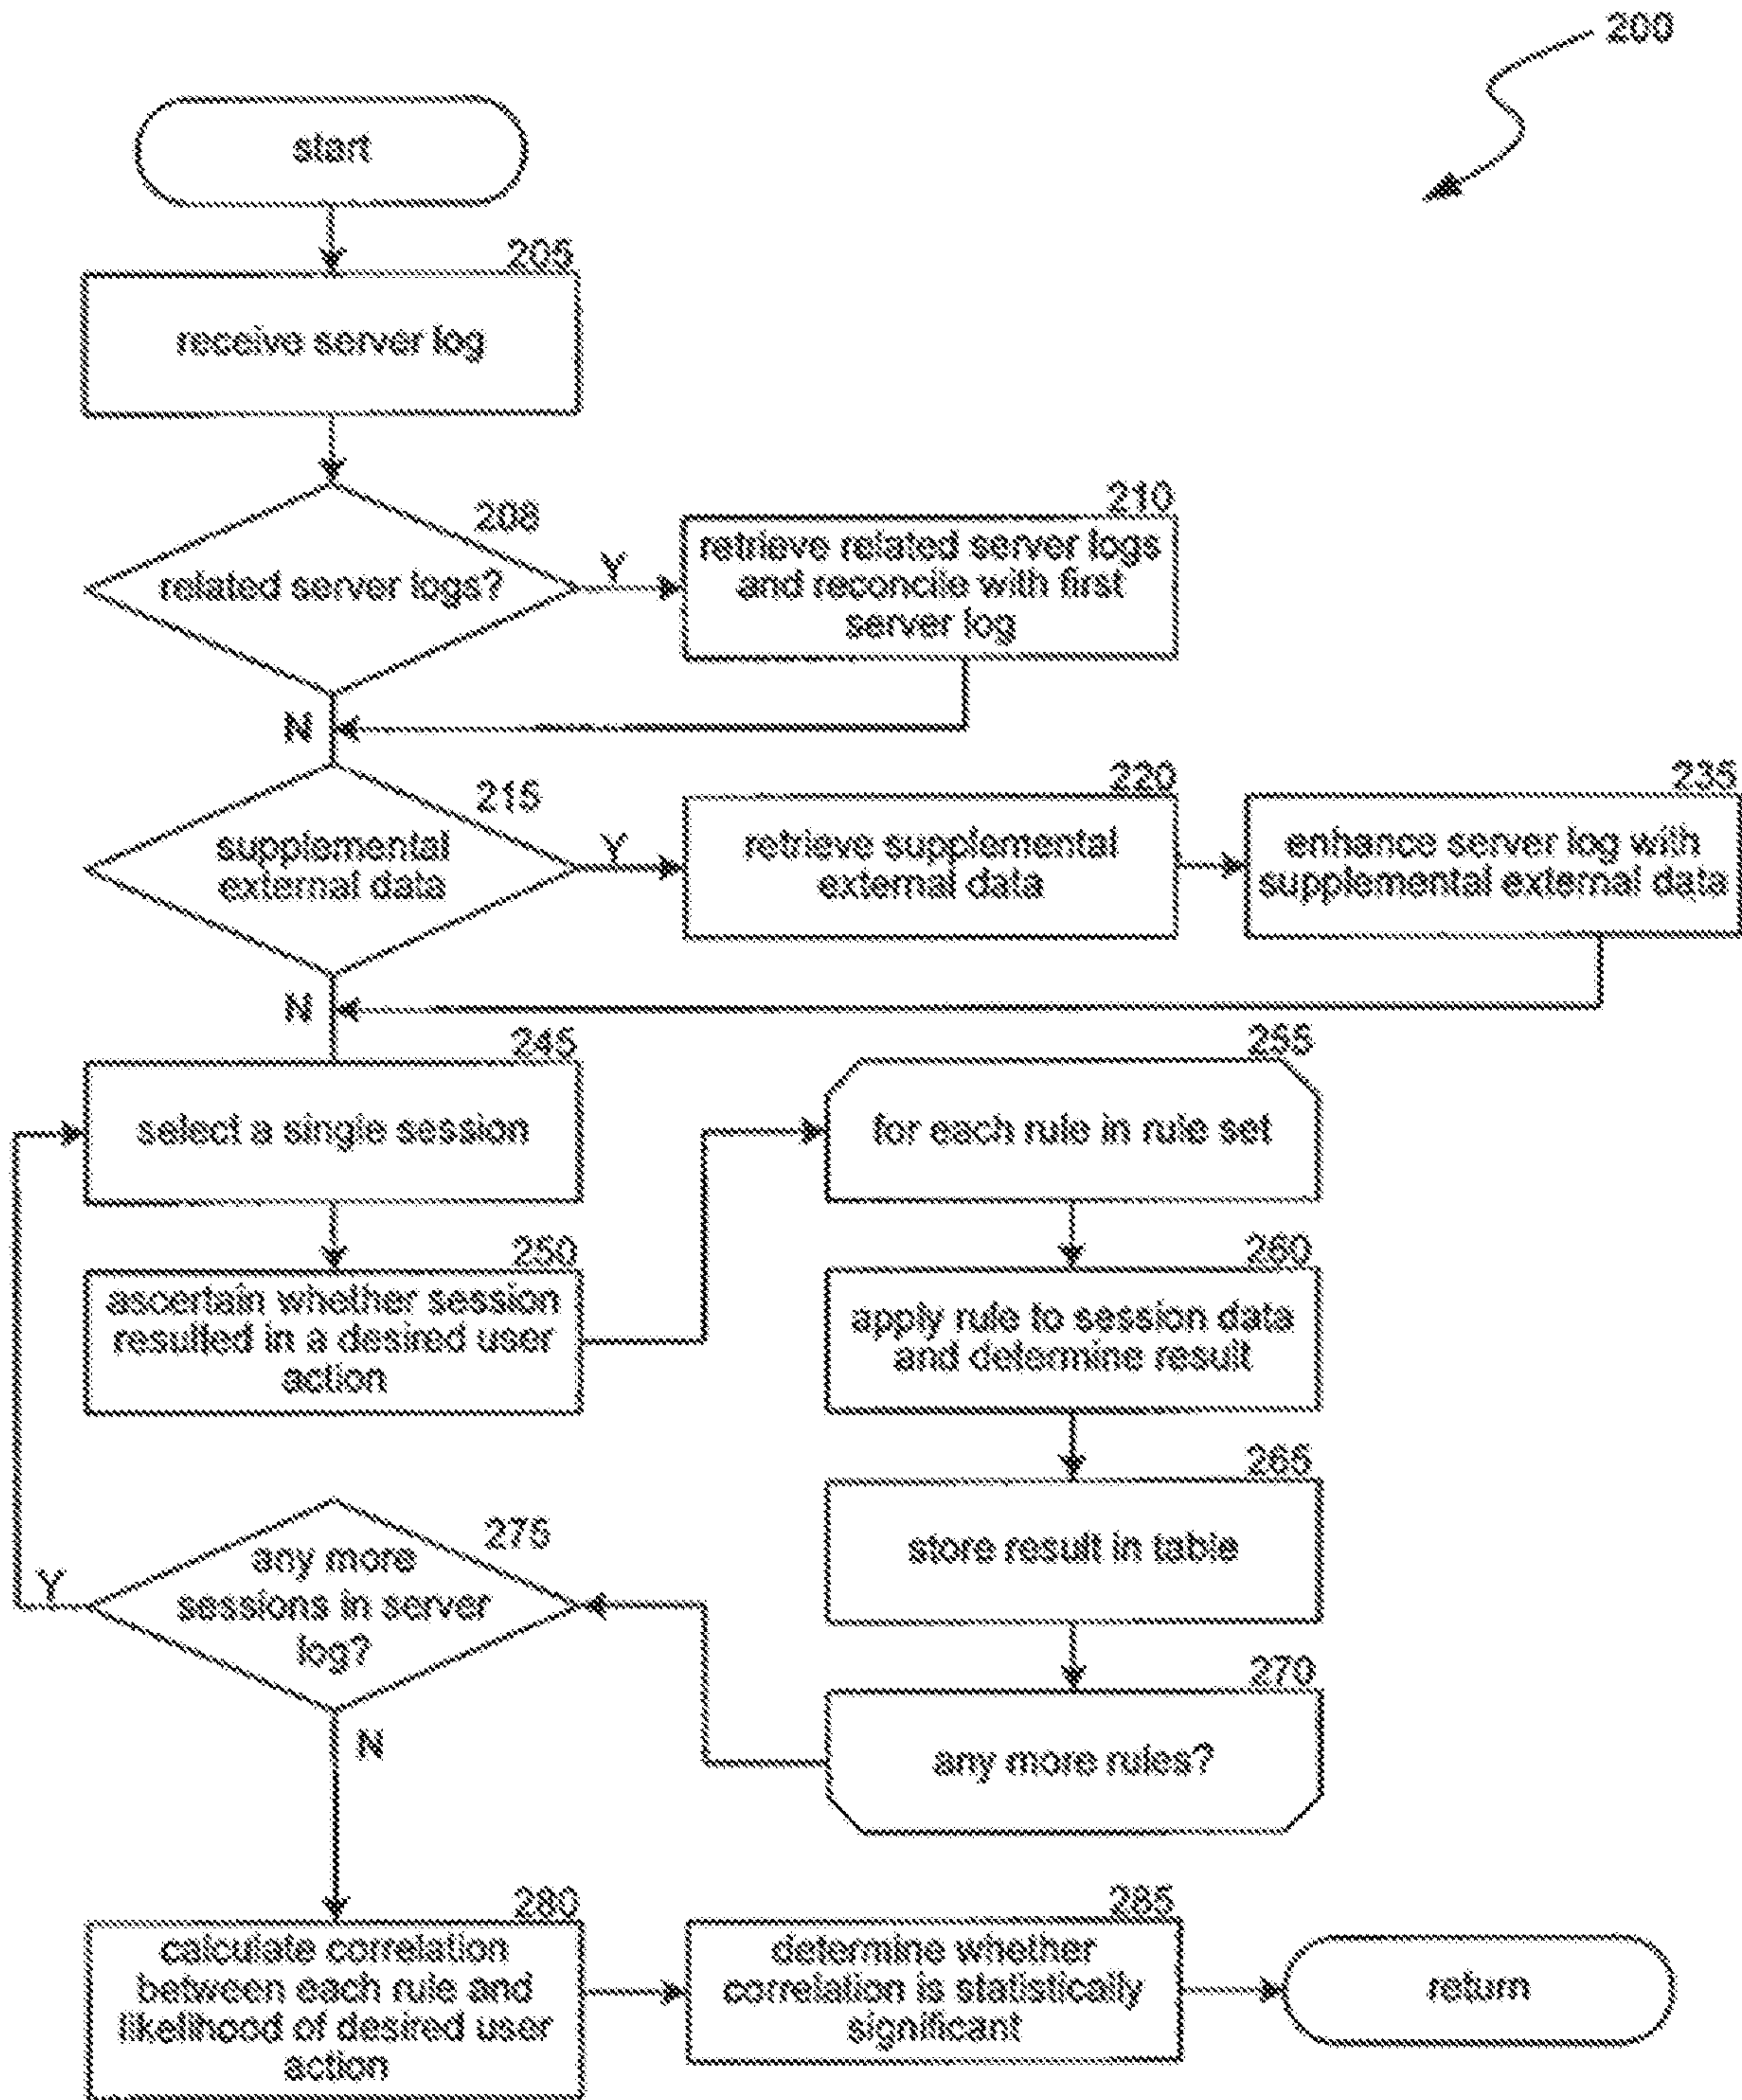 200
start
205
receive server log
208
related server logs?
Y
210
retrieve related server logs
and reconcile with first
server log
N
215
supplemental
external data
Y
220
retrieve supplemental
external data
235
enhance server log with
supplemental external data
N
245
select a single session
250
ascertain whether session
resulted in a desired user
action
255
for each rule in rule set
260
apply rule to session data
and determine result
265
store result in table
270
any more rules?
275
any more
sessions in server
log?
Y
N
280
calculate correlation
between each rule and
likelihood of desired user
action
285
determine whether
correlation is statistically
significant
return